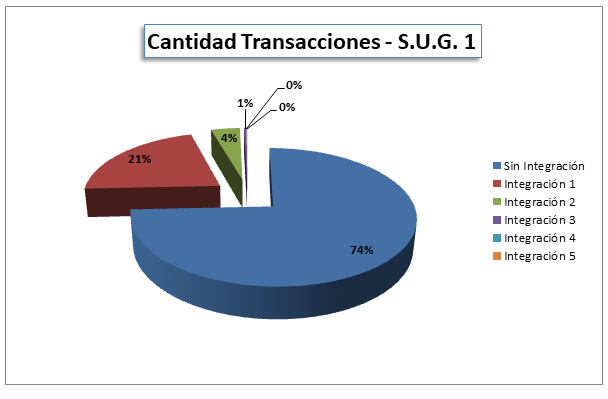 Cantidad Transacciones - S.U.G. 1
0%
1%
0%
4%
21%
74%
Sin Integración
Integración 1
Integración 2
Integración 3
Integración 4
Integración 5